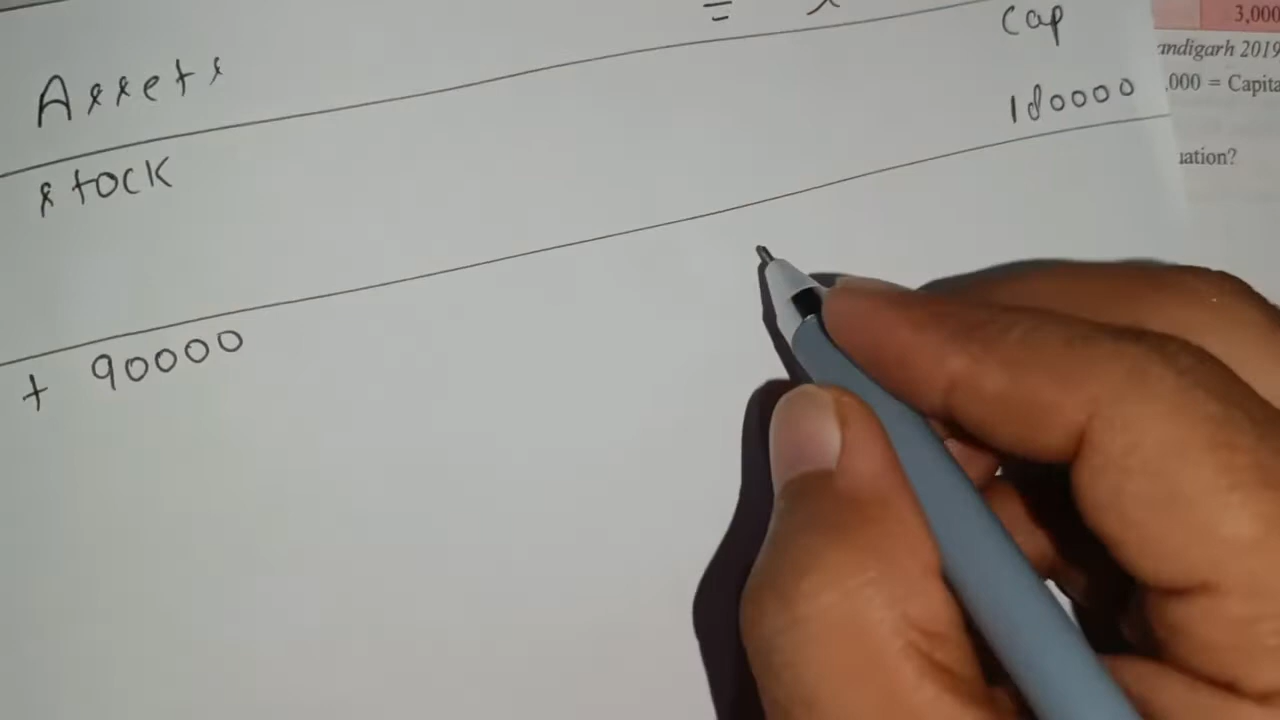 =
3,000
Cap
Assets
andigarh 2019
,000 = Capita
180000
stock
uation?
+ 90000